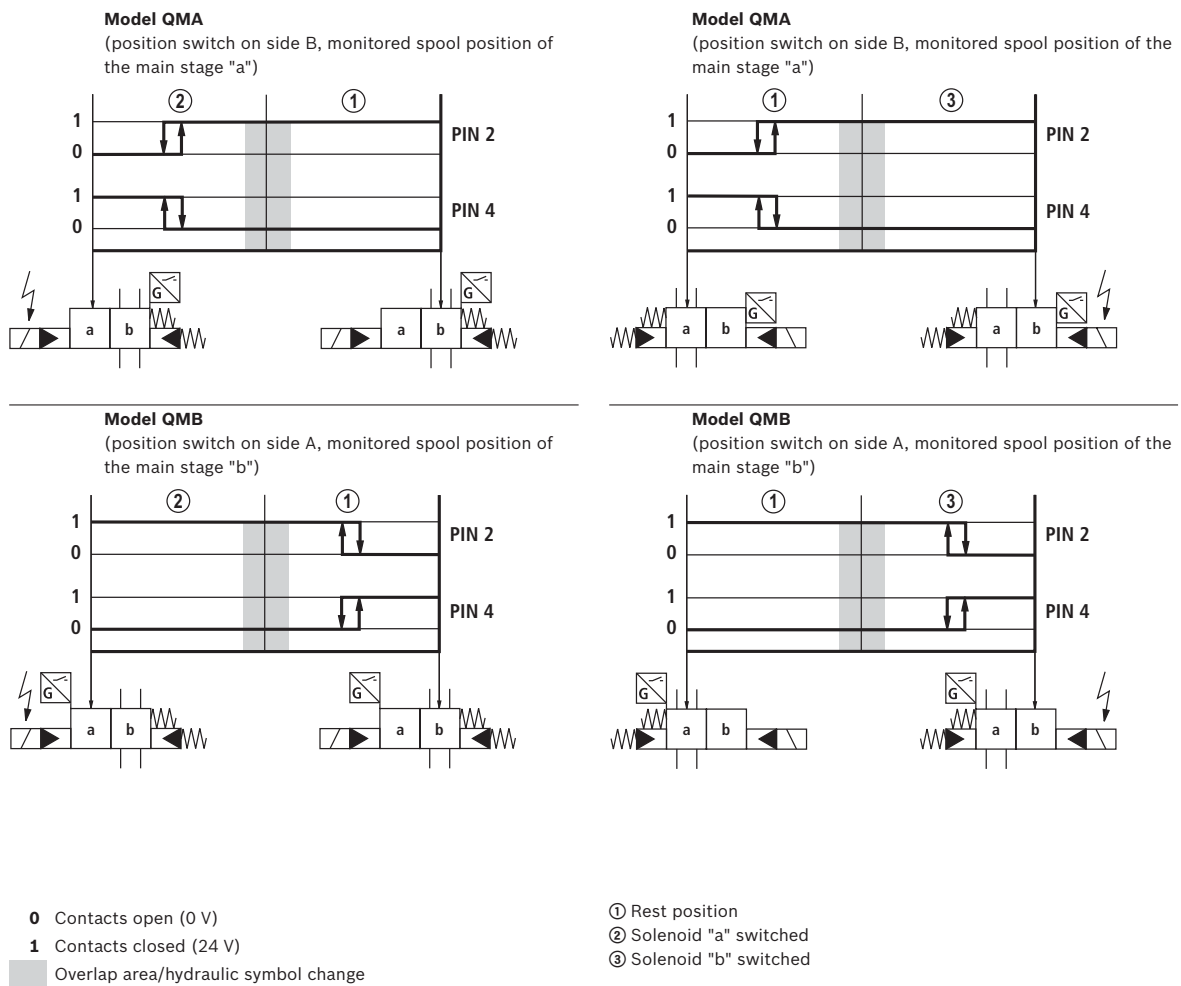 Model QMA
(position switch on side B, monitored spool position of
the main stage "a")
② ①
1
0
PIN 2
1
0
PIN 4
G
a b
G
a b
Model QMA
(position switch on side B, monitored spool position of the
main stage "a")
① ③
1
0
PIN 2
1
0
PIN 4
G
a b
G
a b
Model QMB
(position switch on side A, monitored spool position of
the main stage "b")
② ①
1
0
PIN 2
1
0
PIN 4
G
a b
G
a b
Model QMB
(position switch on side A, monitored spool position of the
main stage "b")
① ③
1
0
PIN 2
1
0
PIN 4
G
a b
G
a b
0 Contacts open (0 V)
1 Contacts closed (24 V)
Overlap area/hydraulic symbol change
① Rest position
② Solenoid "a" switched
③ Solenoid "b" switched